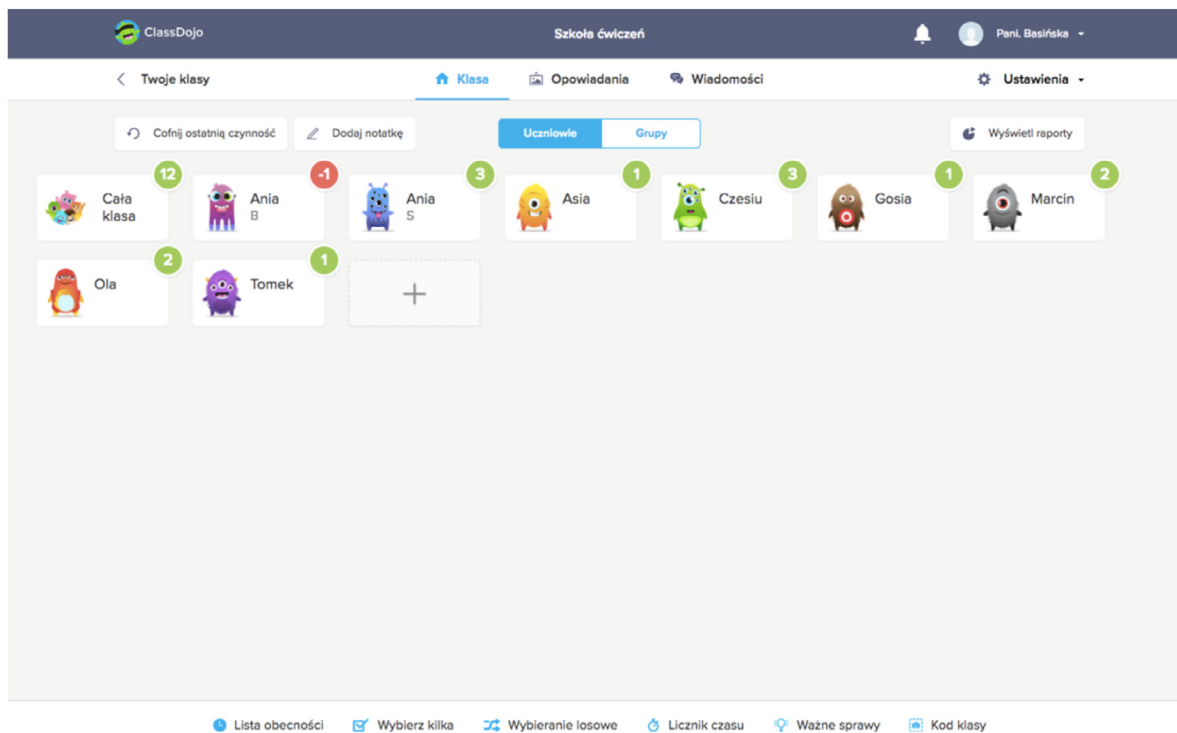 ClassDojo
Szkoła ćwiczeń
Pani. Basińska
Twoje klasy
Klasa
Opowiadania
Wiadomości
Ustawienia
Cofnij ostatnią czynność
Dodaj notatkę
Uczniowie
Grupy
Wyświetl raporty
Cała
klasa
12
Ania
B
-1
Ania
S
3
Asia
1
Czesiu
3
Gosia
1
Marcin
2
Ola
2
Tomek
1
Lista obecności
Wybierz kilka
Wybieranie losowe
Licznik czasu
Ważne sprawy
Kod klasy